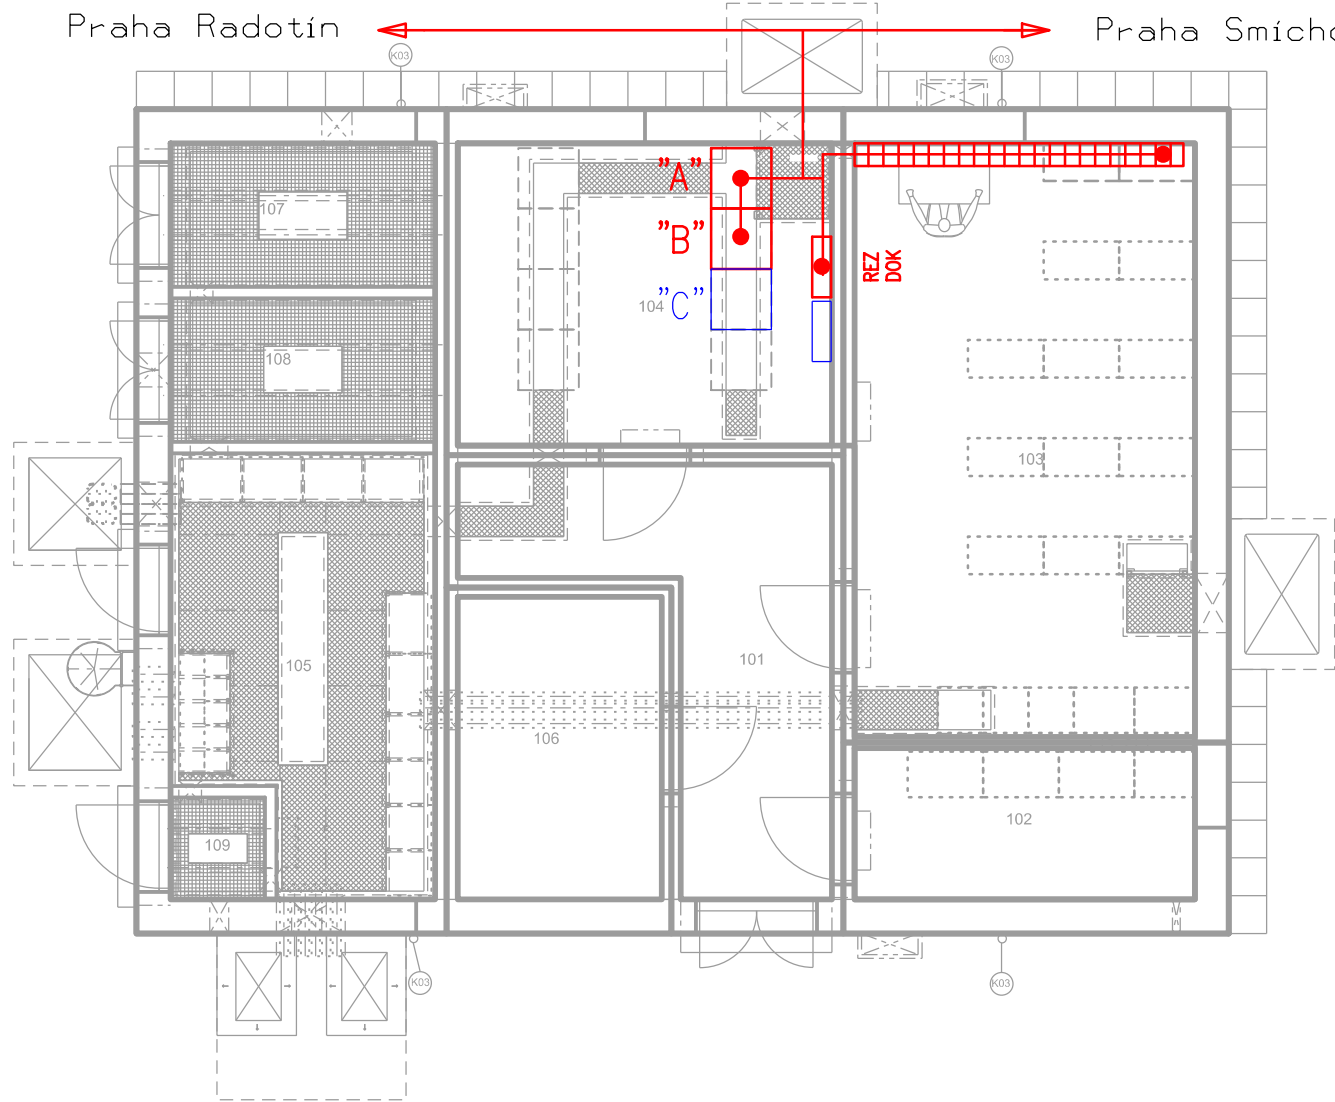 Praha Radotín
Praha Smícho
K03
K03
"A"
107
"B"
REZ
DOK
"C"
104
108
103
105
101
106
102
109
K03
K03